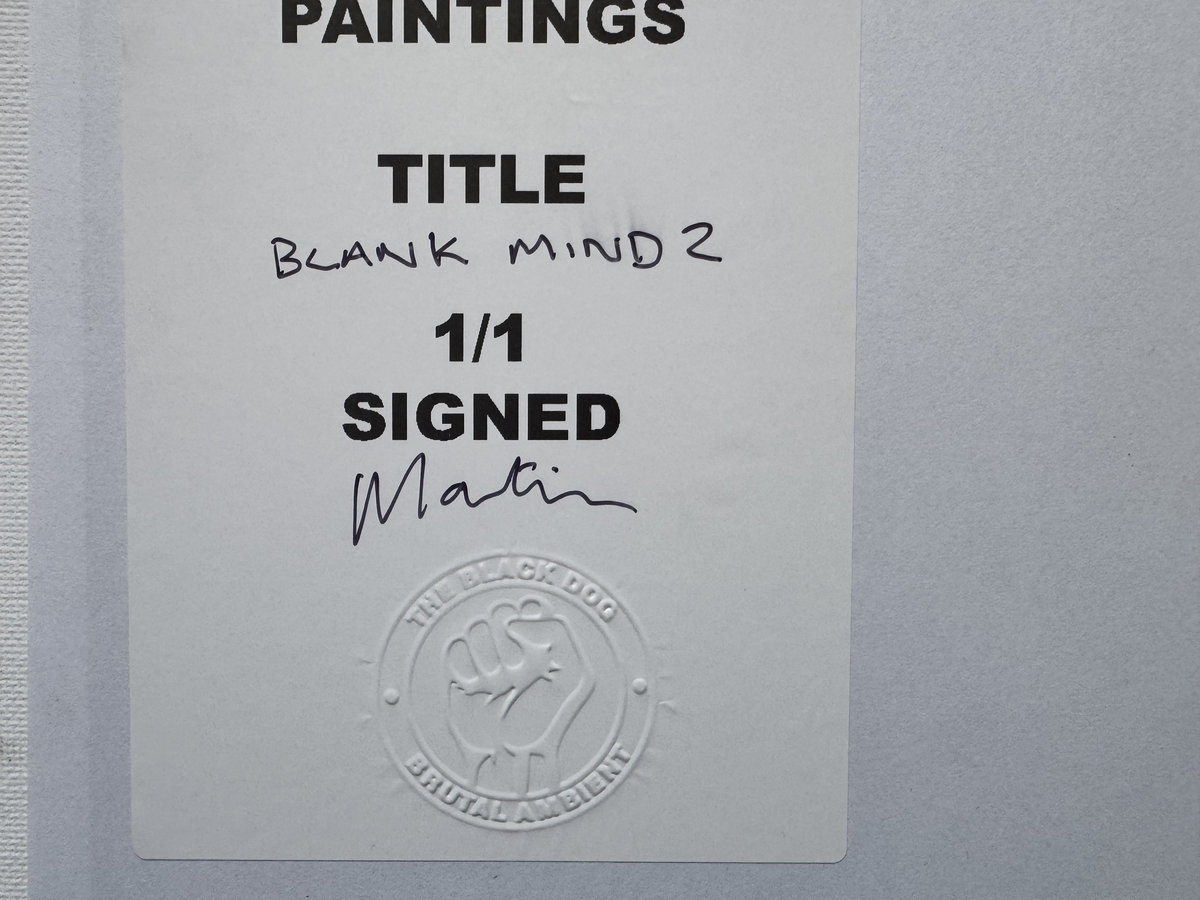 PAINTINGS
TITLE
BLANK MIND 2
1/1
SIGNED
Martin
THE BLACK DOG
BRUTAL AMBIENT